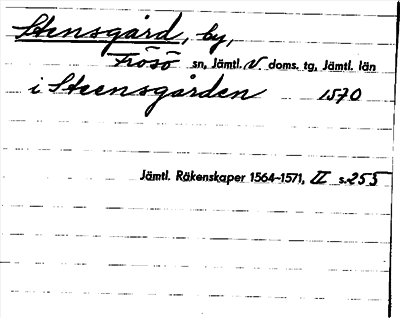 Stensgård, by,
Frösö sn, Jämtl. V doms. tg, Jämtl. län
i Steensgården 1570
Jämtl. Räkenskaper 1564–1571, II s. 255